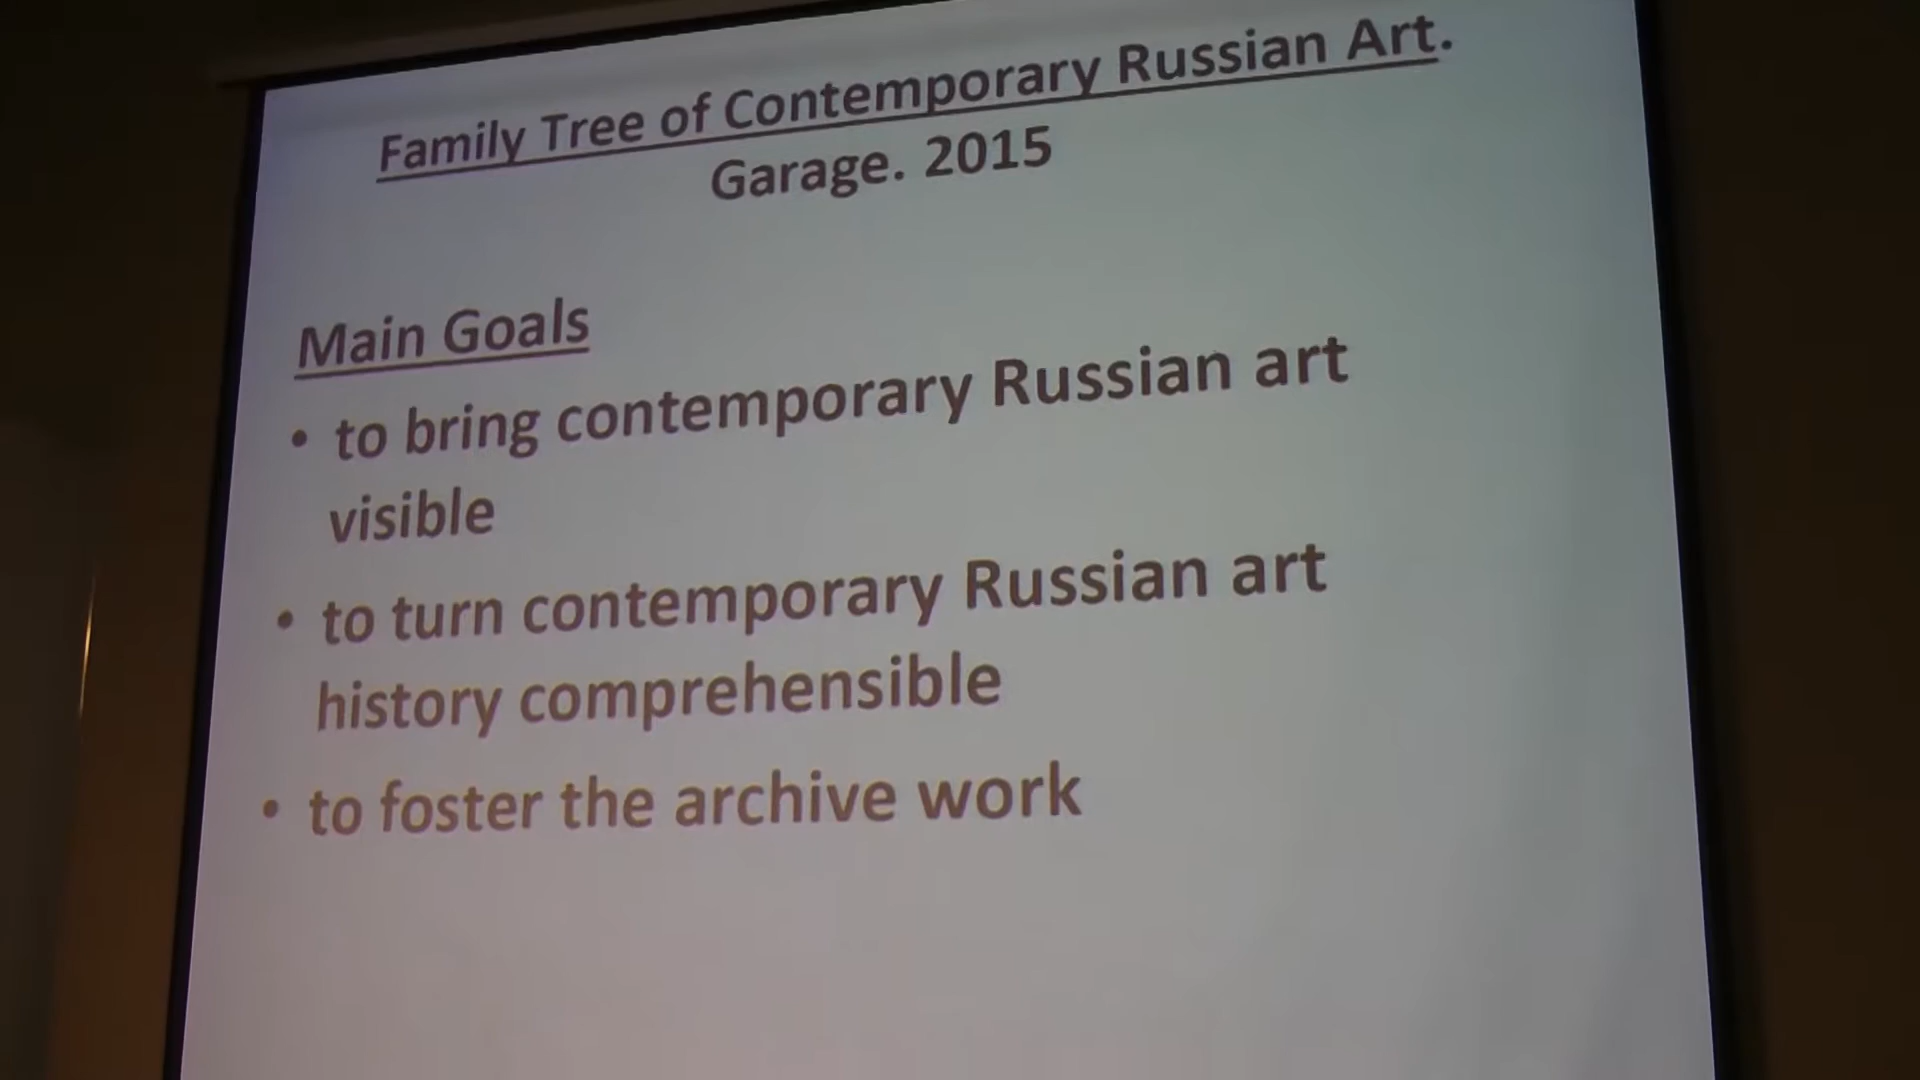 Family Tree of Contemporary Russian Art.
Garage. 2015
Main Goals
• to bring contemporary Russian art
visible
• to turn contemporary Russian art
history comprehensible
• to foster the archive work